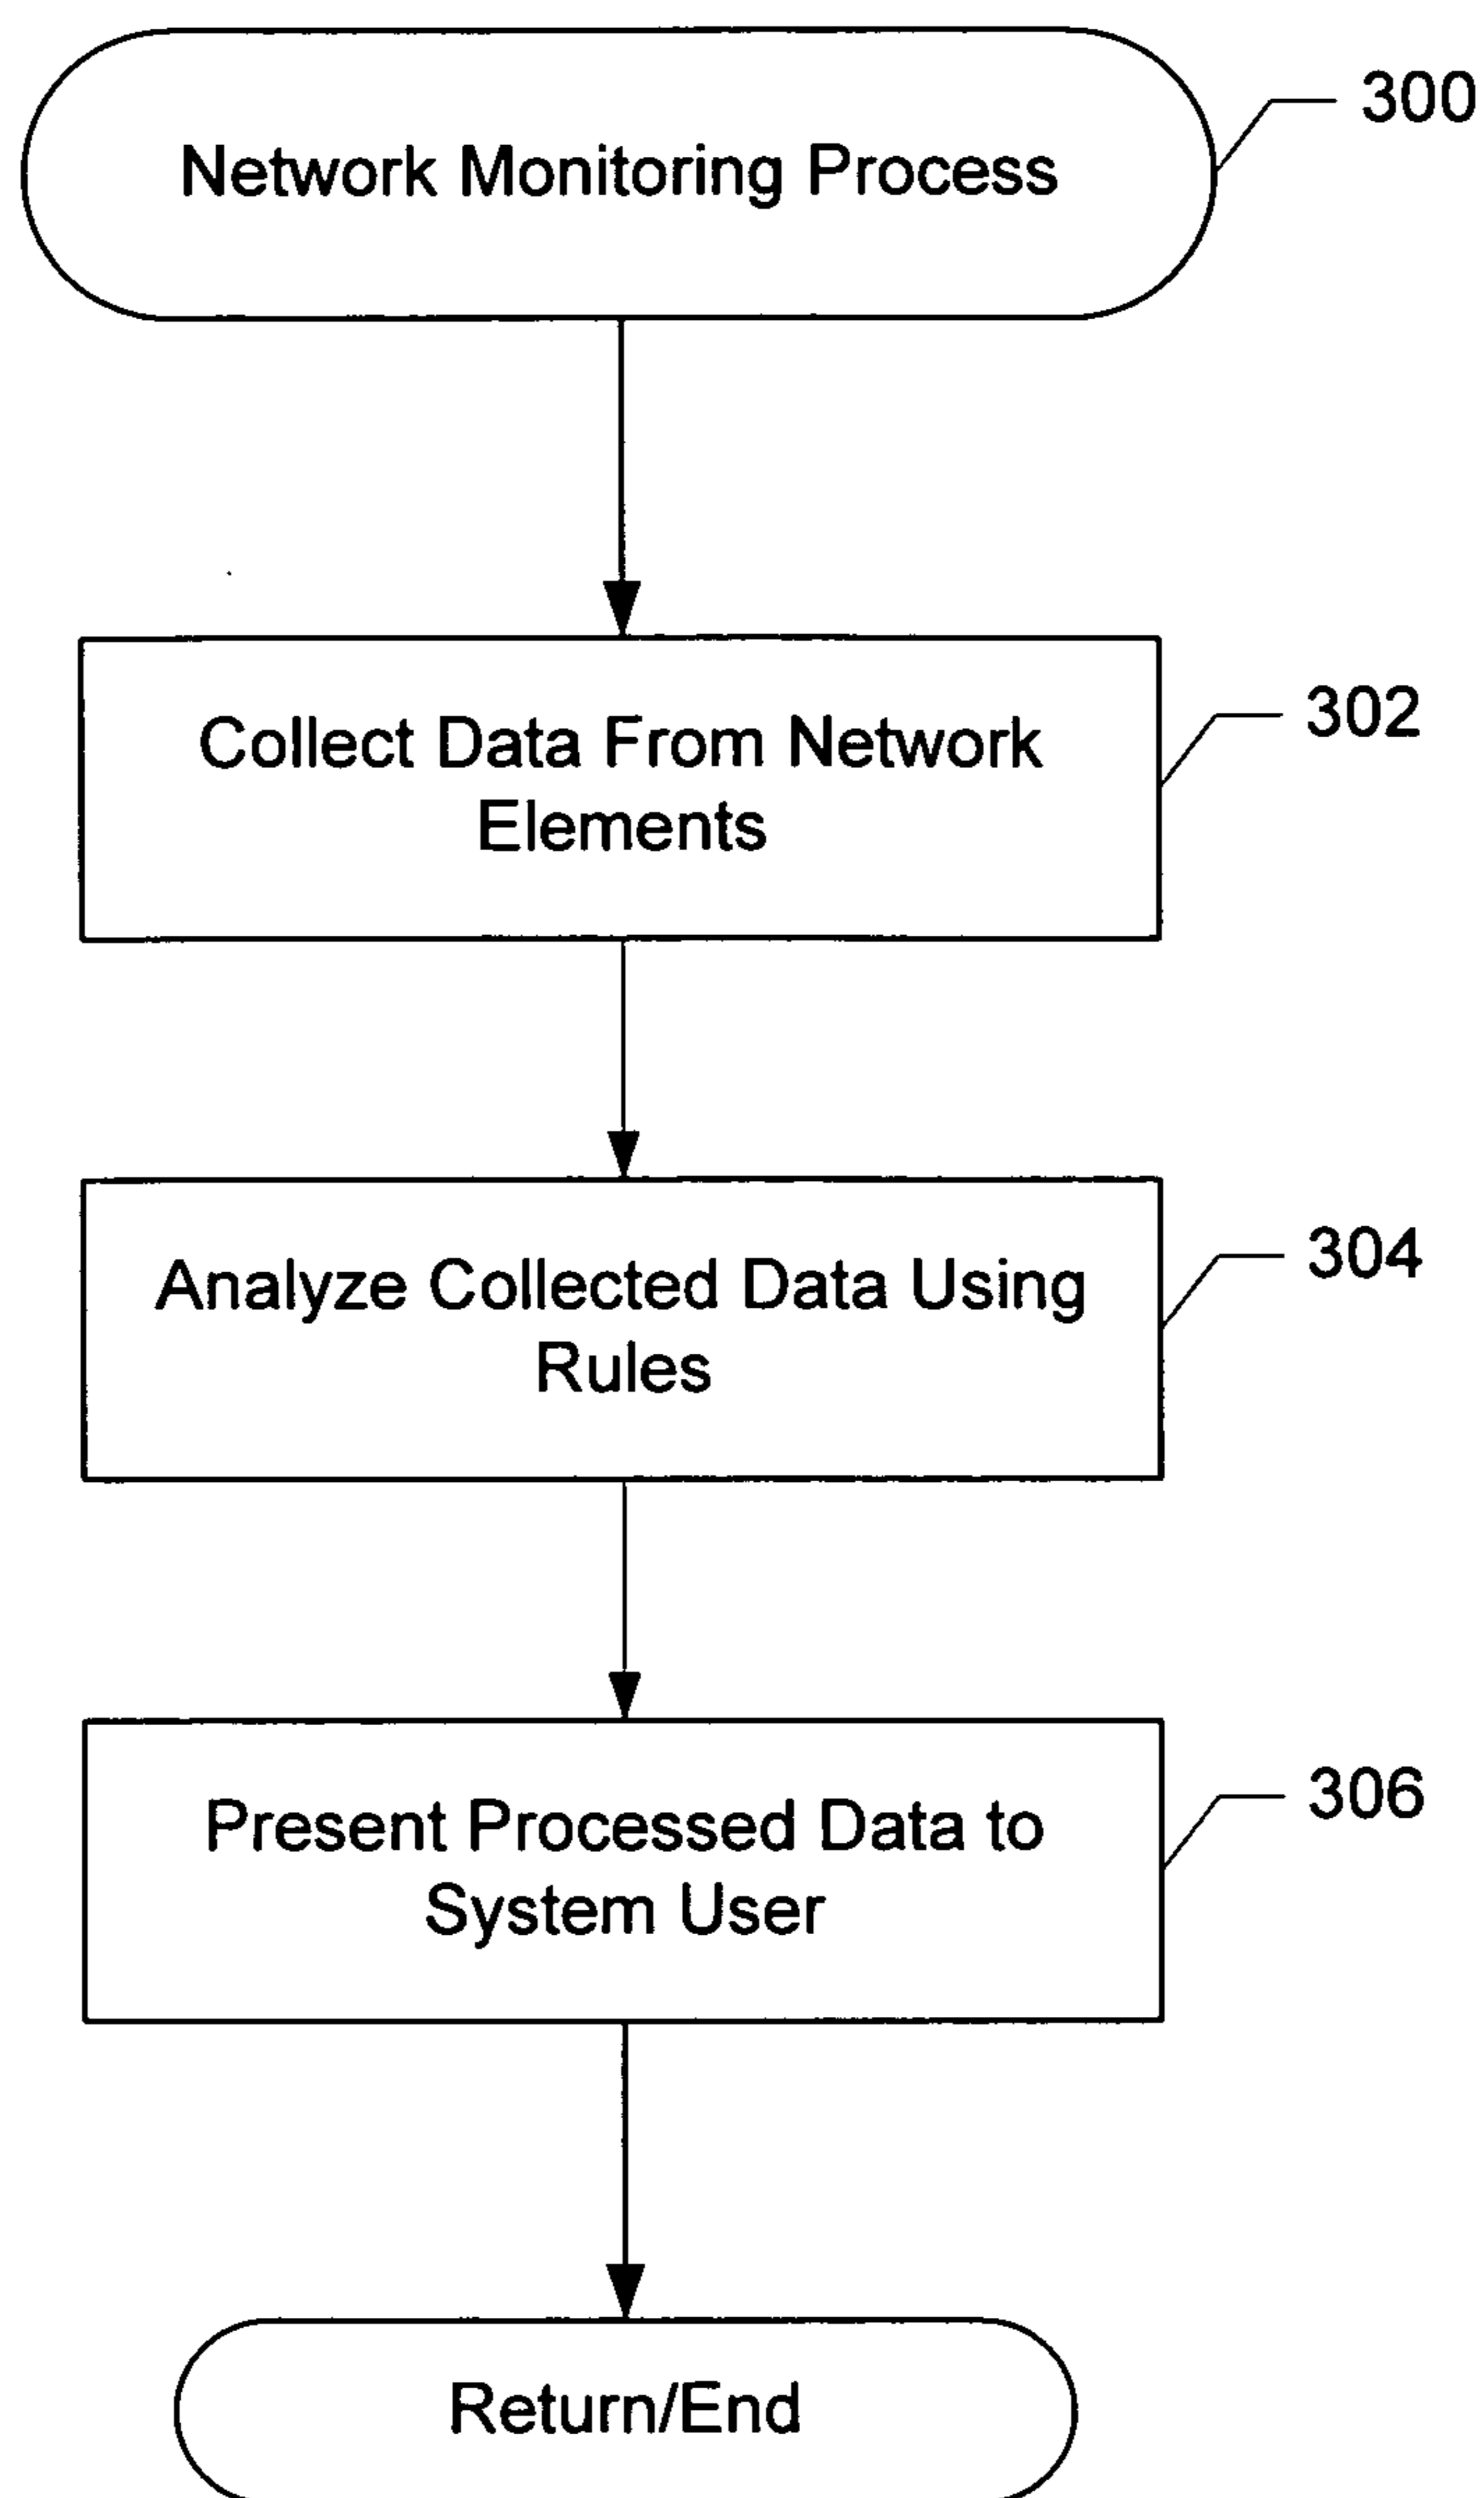 300
Network Monitoring Process
302
Collect Data From Network
Elements
304
Analyze Collected Data Using
Rules
306
Present Processed Data to
System User
Return/End